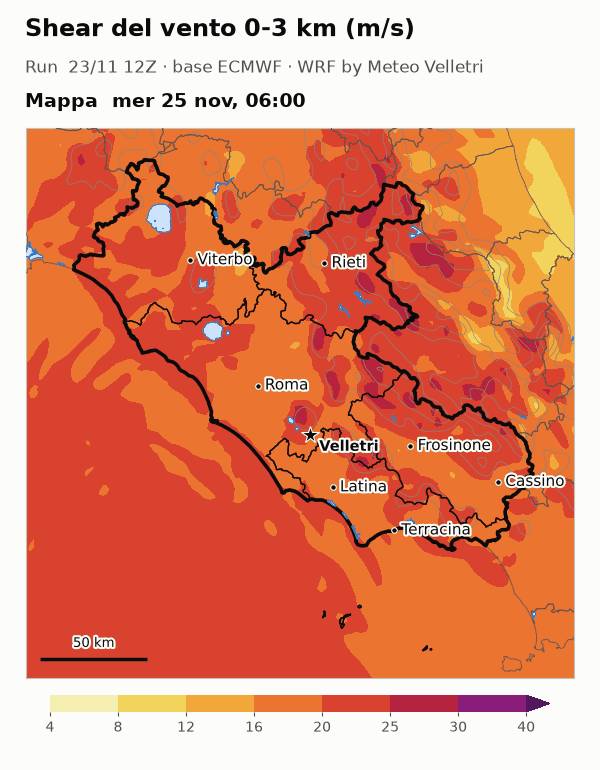 Shear del vento 0-3 km (m/s)
Run  23/11 12Z · base ECMWF · WRF by Meteo Velletri
Mappa  mer 25 nov, 06:00
Viterbo
Rieti
Roma
Velletri
Frosinone
Cassino
Latina
Terracina
50 km
4 8 12 16 20 25 30 40